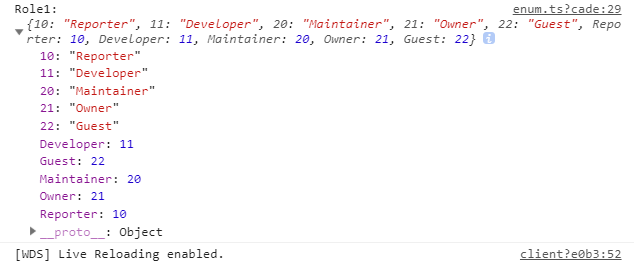 Role1: enum.ts?cade:29
{10: "Reporter", 11: "Developer", 20: "Maintainer", 21: "Owner", 22: "Guest", Repo
rter: 10, Developer: 11, Maintainer: 20, Owner: 21, Guest: 22} i
10: "Reporter"
11: "Developer"
20: "Maintainer"
21: "Owner"
22: "Guest"
Developer: 11
Guest: 22
Maintainer: 20
Owner: 21
Reporter: 10
__proto__: Object
[WDS] Live Reloading enabled. client?e0b3:52